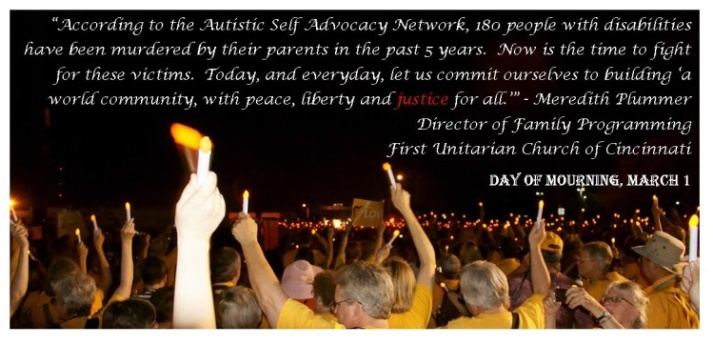 “According to the Autistic Self Advocacy Network, 180 people with disabilities
have been murdered by their parents in the past 5 years. Now is the time to fight
for these victims. Today, and everyday, let us commit ourselves to building ‘a
world community, with peace, liberty and justice for all.’” - Meredith Plummer
Director of Family Programming
First Unitarian Church of Cincinnati
DAY OF MOURNING, MARCH 1